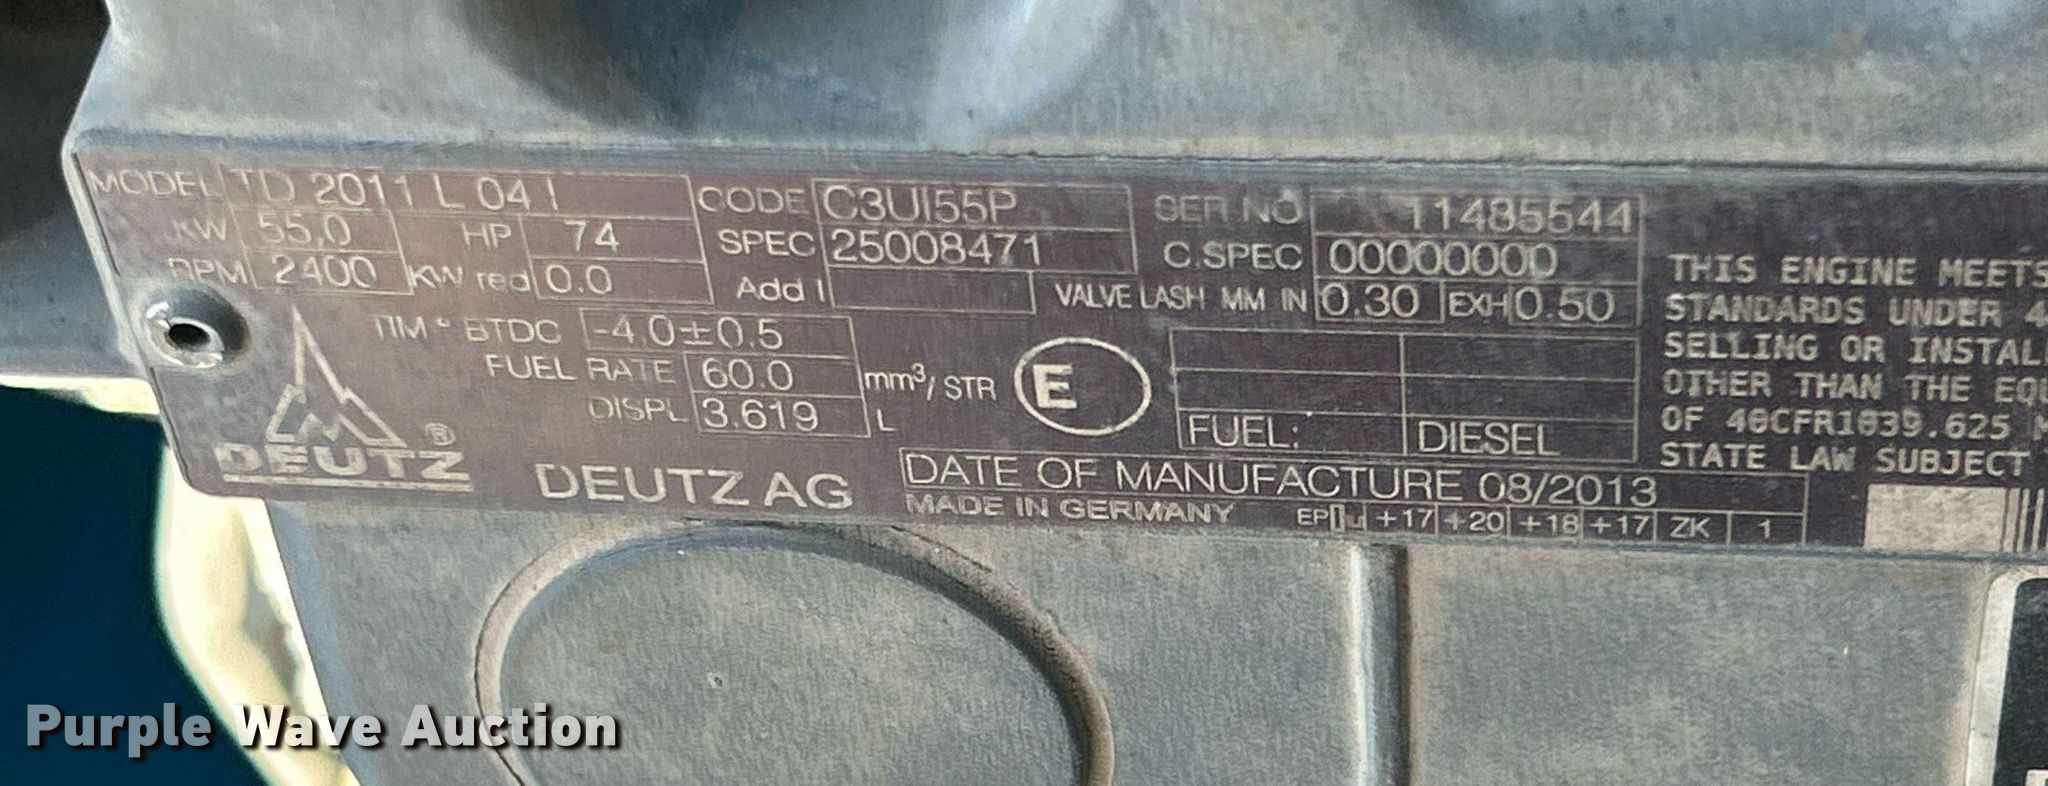 MODEL TD 2011 L 04 I CODE C3UI55P SER NO 11485544
KW 55,0 HP 74 SPEC 25008471 C.SPEC 00000000
RPM 2400 KW red 0.0 Add I VALVE LASH MM IN 0.30 EXH 0.50
TIM ° BTDC -4,0±0.5
FUEL RATE 60.0 mm³/ STR
DISPL 3.619 L
E
FUEL: DIESEL
DEUTZ ®
DEUTZ AG
DATE OF MANUFACTURE 08/2013
MADE IN GERMANY EP +17 +20 +18 +17 ZK 1
THIS ENGINE MEETS
STANDARDS UNDER 4
SELLING OR INSTAL
OTHER THAN THE EQU
OF 40CFR1039.625 M
STATE LAW SUBJECT
Purple Wave Auction